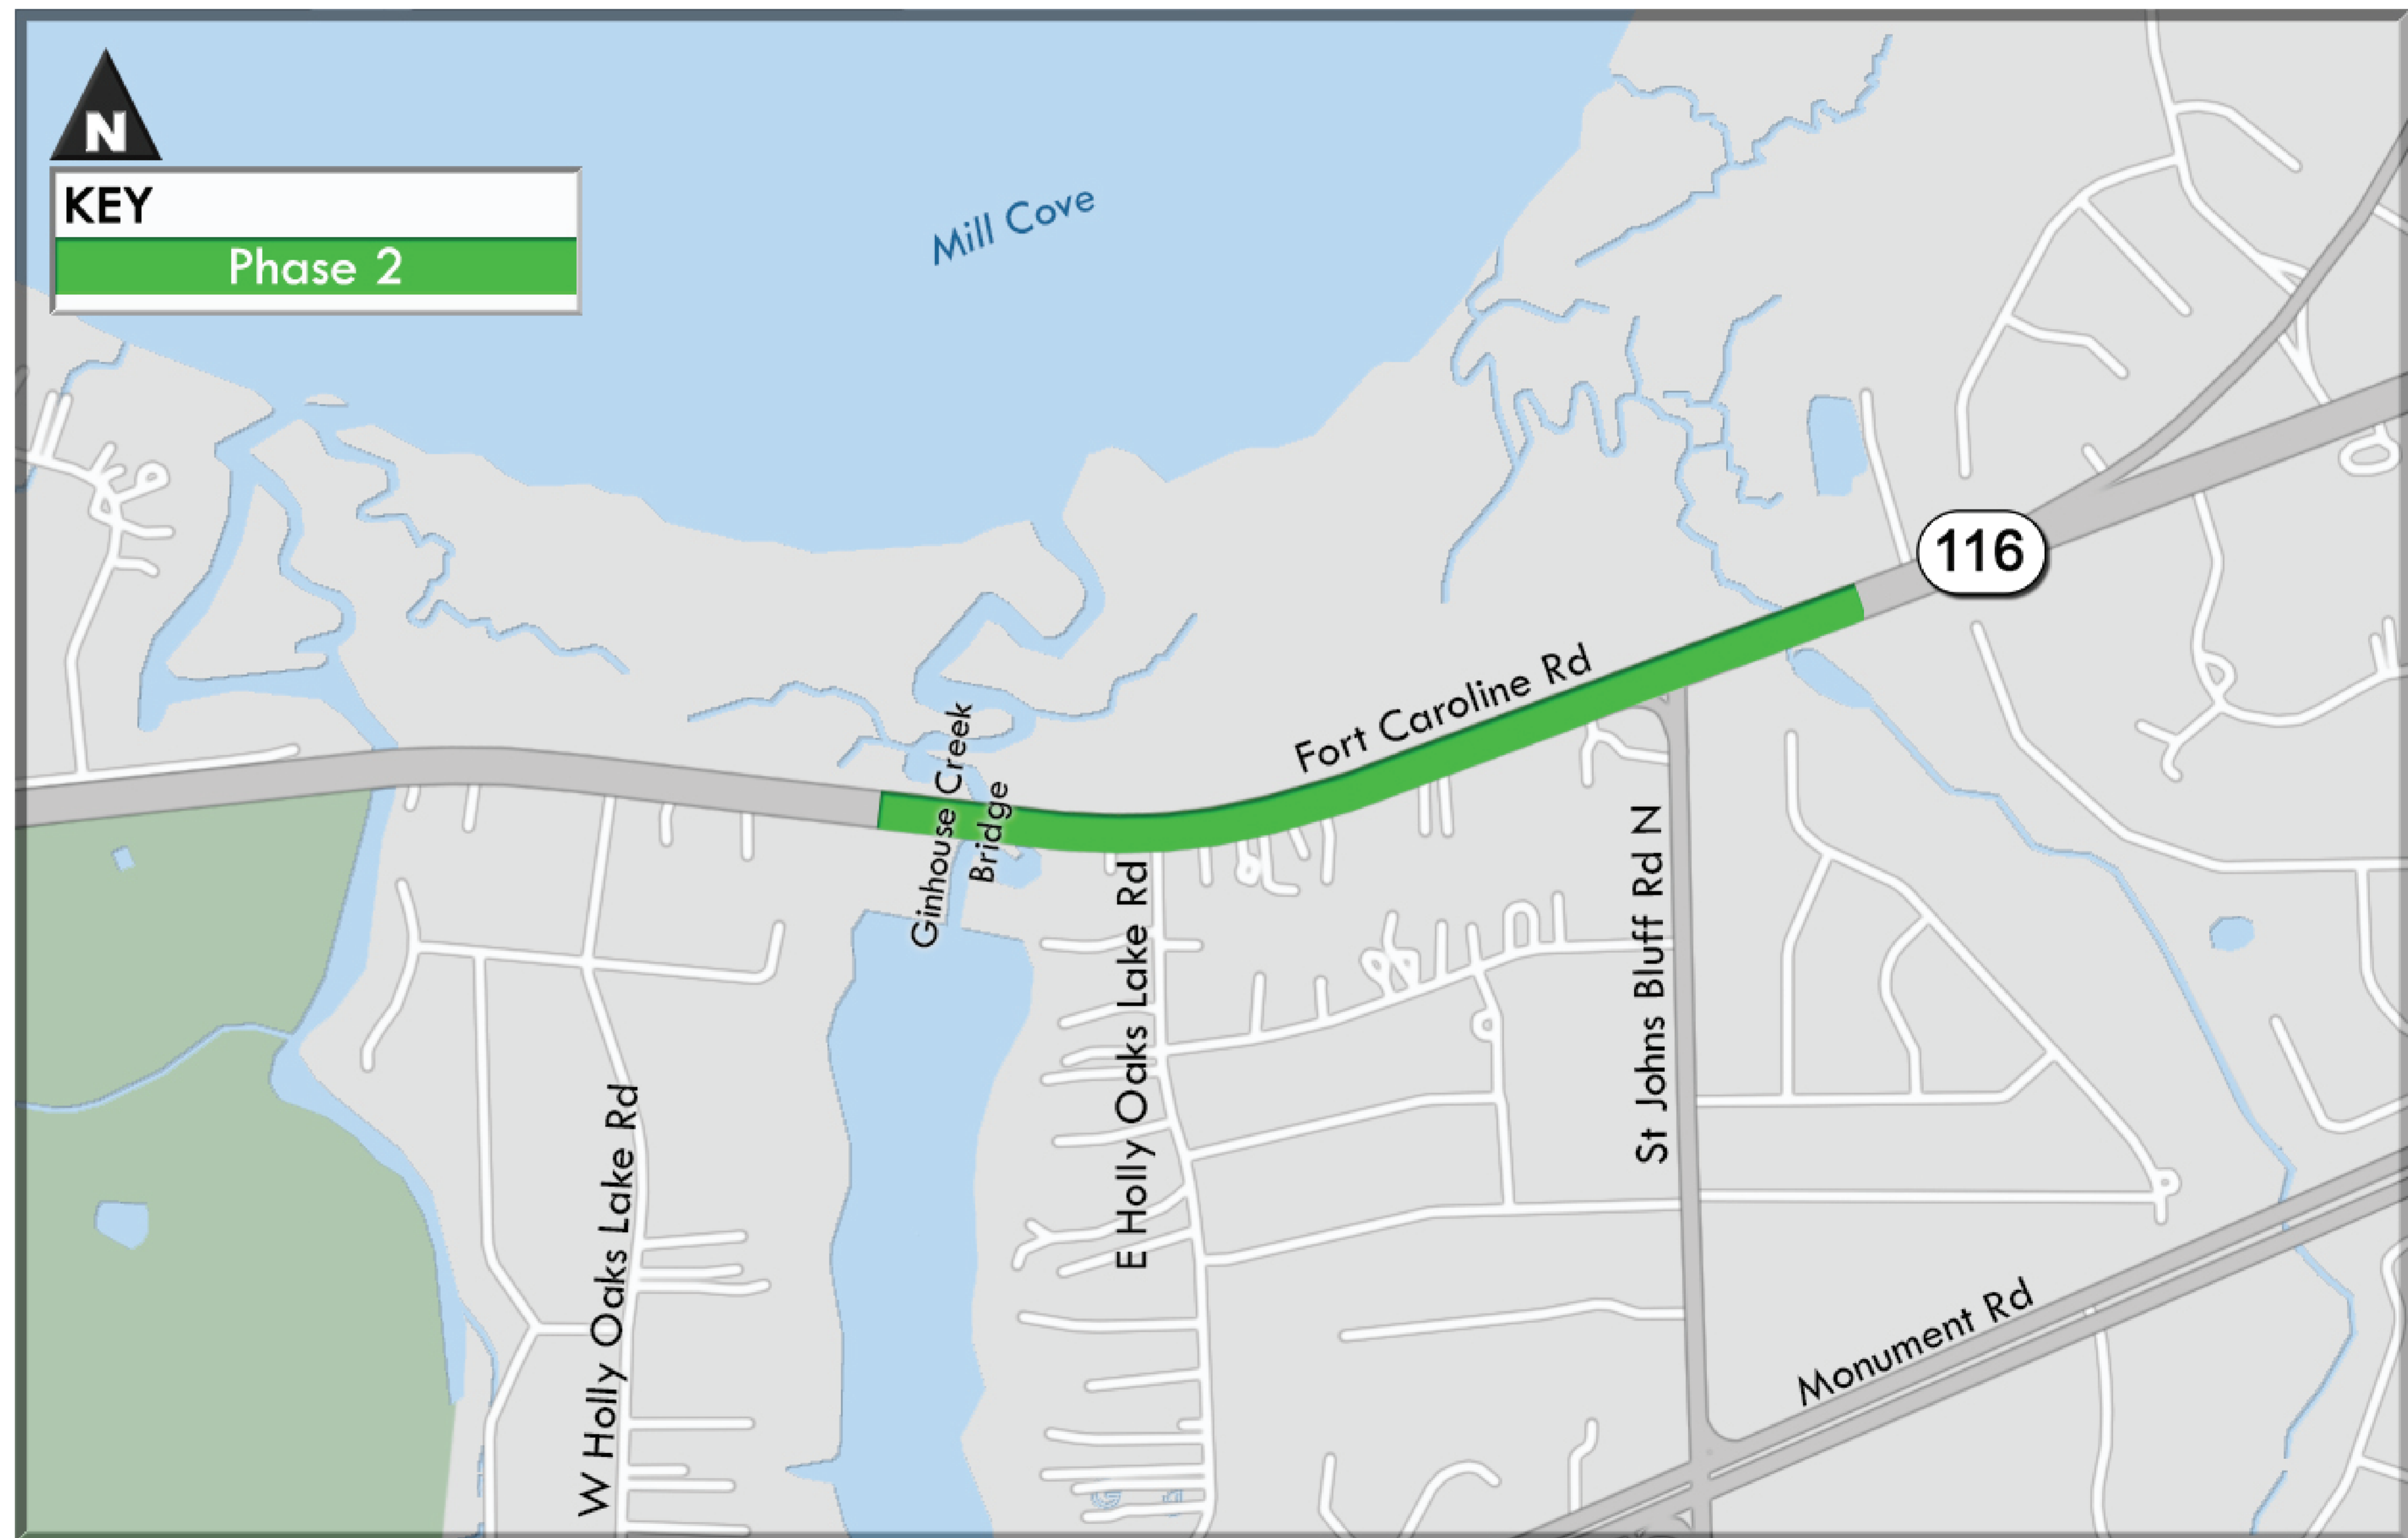 N
KEY
Phase 2
Mill Cove
116
Fort Caroline Rd
Ginhouse Creek
Bridge
E Holly Oaks Lake Rd
St Johns Bluff Rd N
W Holly Oaks Lake Rd
Monument Rd